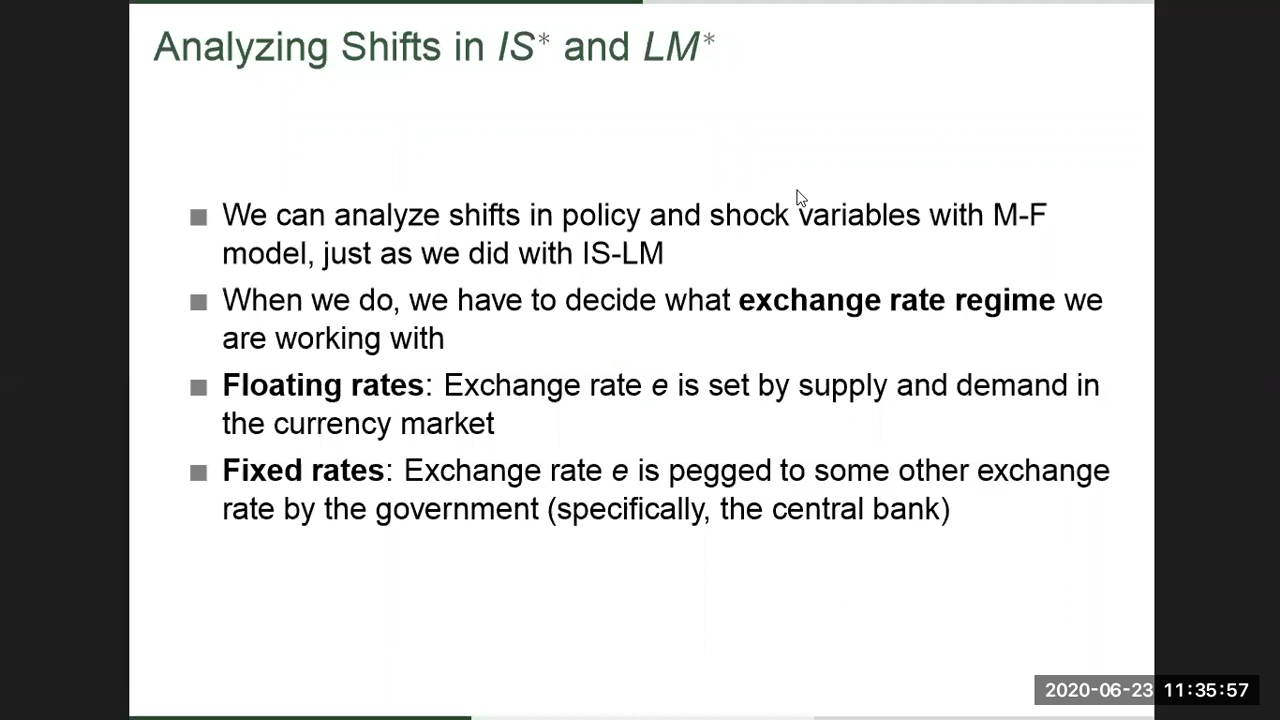 Analyzing Shifts in IS* and LM*
■ We can analyze shifts in policy and shock variables with M-F
model, just as we did with IS-LM
■ When we do, we have to decide what exchange rate regime we
are working with
■ Floating rates: Exchange rate e is set by supply and demand in
the currency market
■ Fixed rates: Exchange rate e is pegged to some other exchange
rate by the government (specifically, the central bank)
2020-06-23 11:35:57